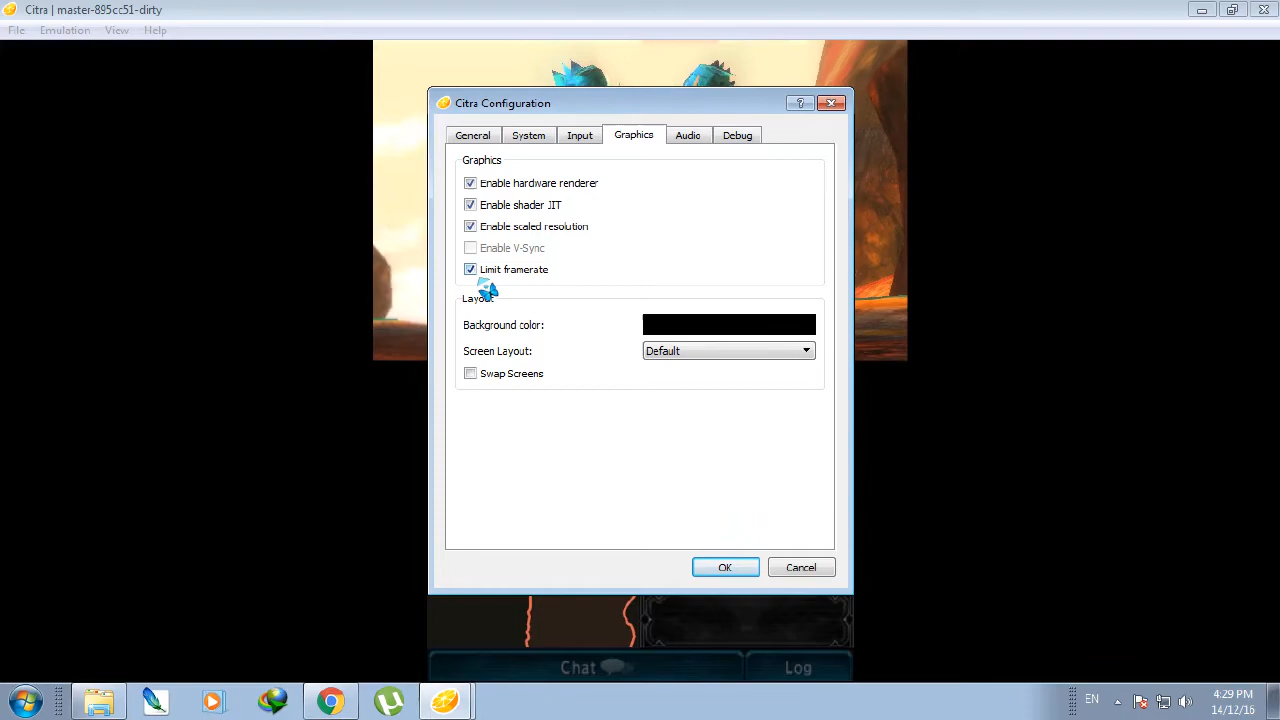 Citra | master-895cc51-dirty
File Emulation View Help
Citra Configuration
General System Input Graphics Audio Debug
Graphics
Enable hardware renderer
Enable shader JIT
Enable scaled resolution
Enable V-Sync
Limit framerate
Layout
Background color:
Screen Layout: Default
Swap Screens
OK Cancel
Chat Log
EN 4:29 PM
14/12/16